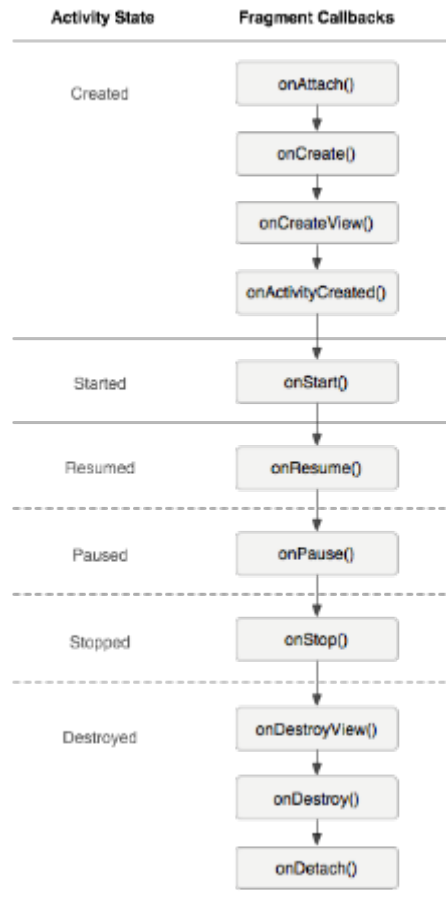 Activity State Fragment Callbacks
Created onAttach()
onCreate()
onCreateView()
onActivityCreated()
Started onStart()
Resumed onResume()
Paused onPause()
Stopped onStop()
Destroyed onDestroyView()
onDestroy()
onDetach()